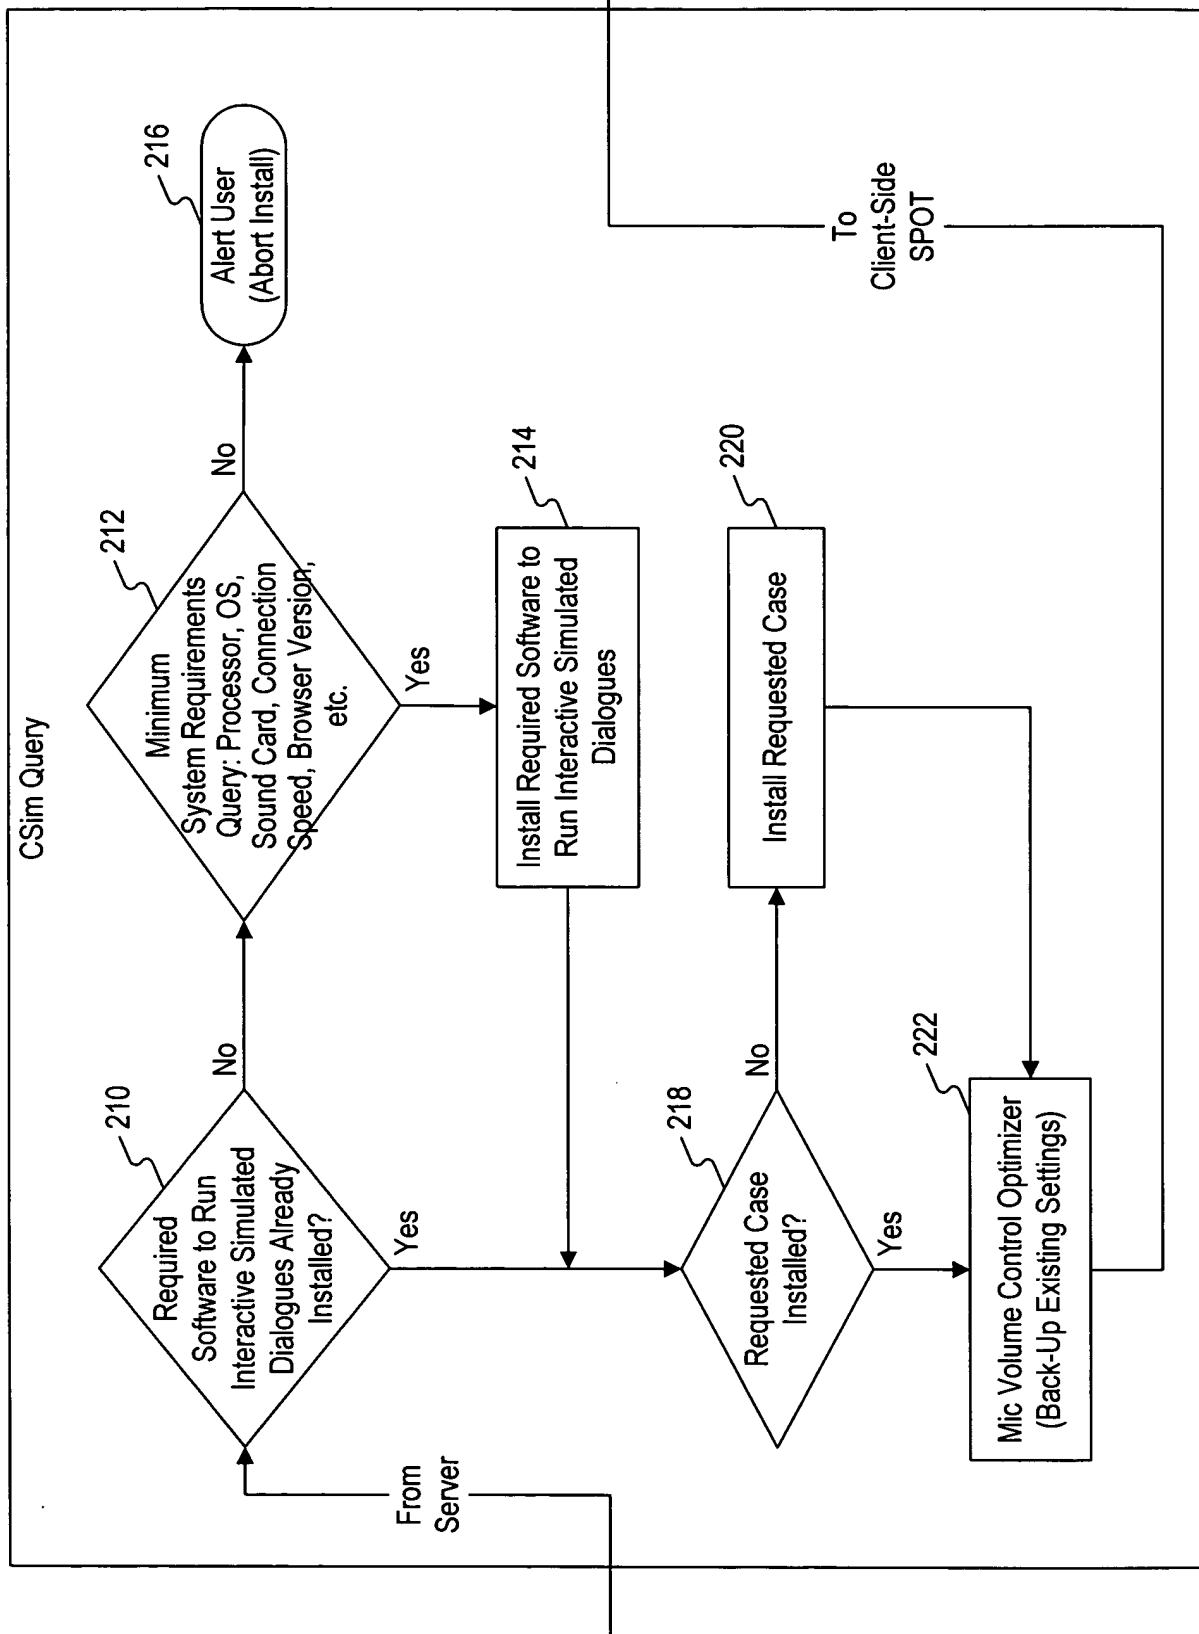 CSim Query
From
Server
210
Required
Software to Run
Interactive Simulated
Dialogues Already
Installed?
No
Yes
212
Minimum
System Requirements
Query: Processor, OS,
Sound Card, Connection
Speed, Browser Version,
etc.
No
Yes
216
Alert User
(Abort Install)
214
Install Required Software to
Run Interactive Simulated
Dialogues
218
Requested Case
Installed?
No
Yes
220
Install Requested Case
222
Mic Volume Control Optimizer
(Back-Up Existing Settings)
To
Client-Side
SPOT